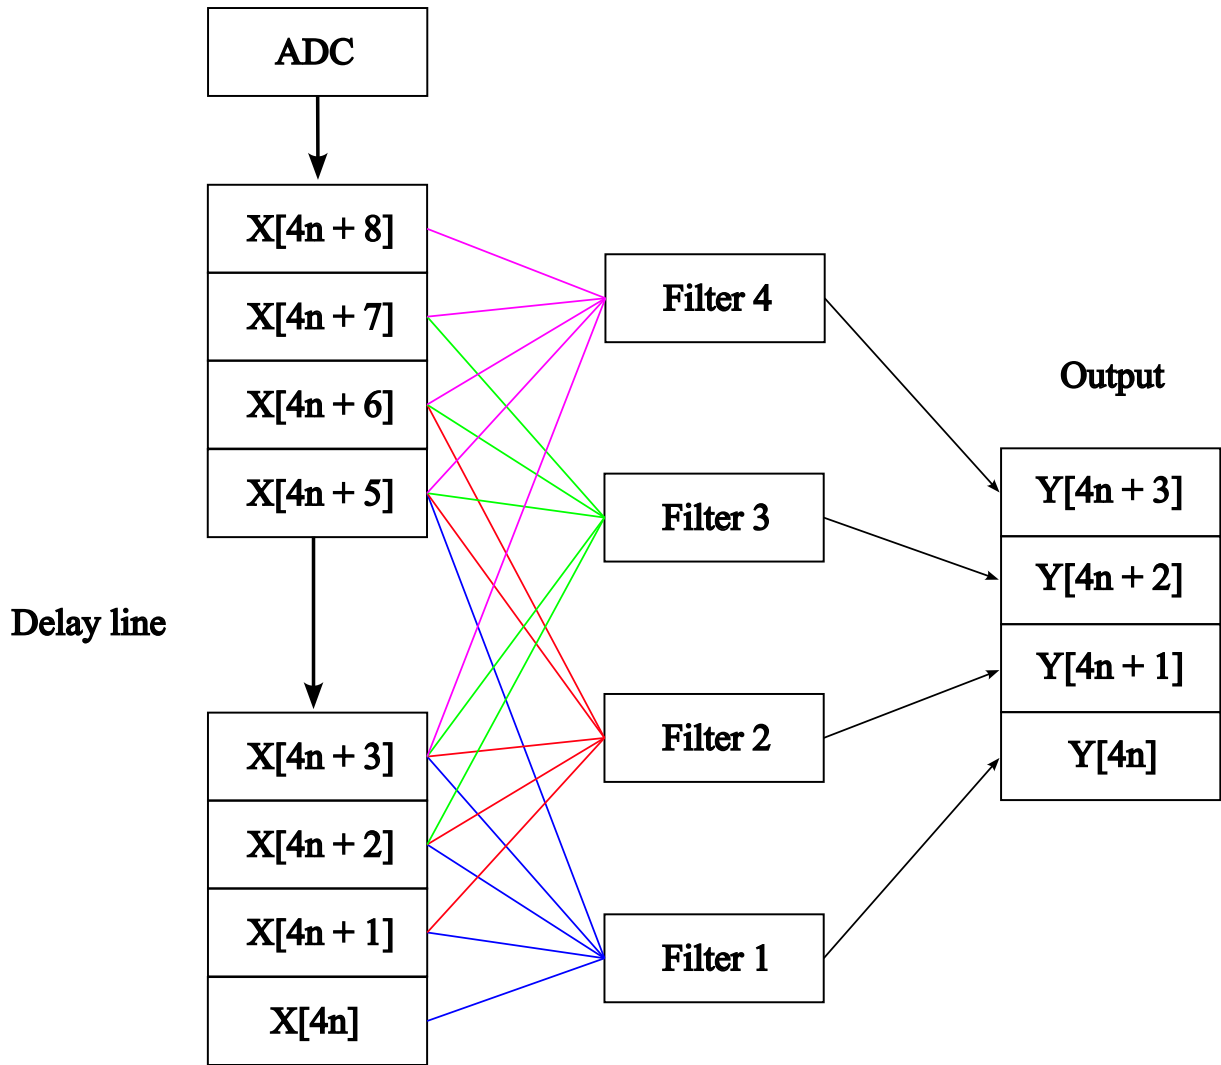 ADC
X[4n + 8]
X[4n + 7]
X[4n + 6]
X[4n + 5]
Delay line
X[4n + 3]
X[4n + 2]
X[4n + 1]
X[4n]
Filter 4
Filter 3
Filter 2
Filter 1
Output
Y[4n + 3]
Y[4n + 2]
Y[4n + 1]
Y[4n]